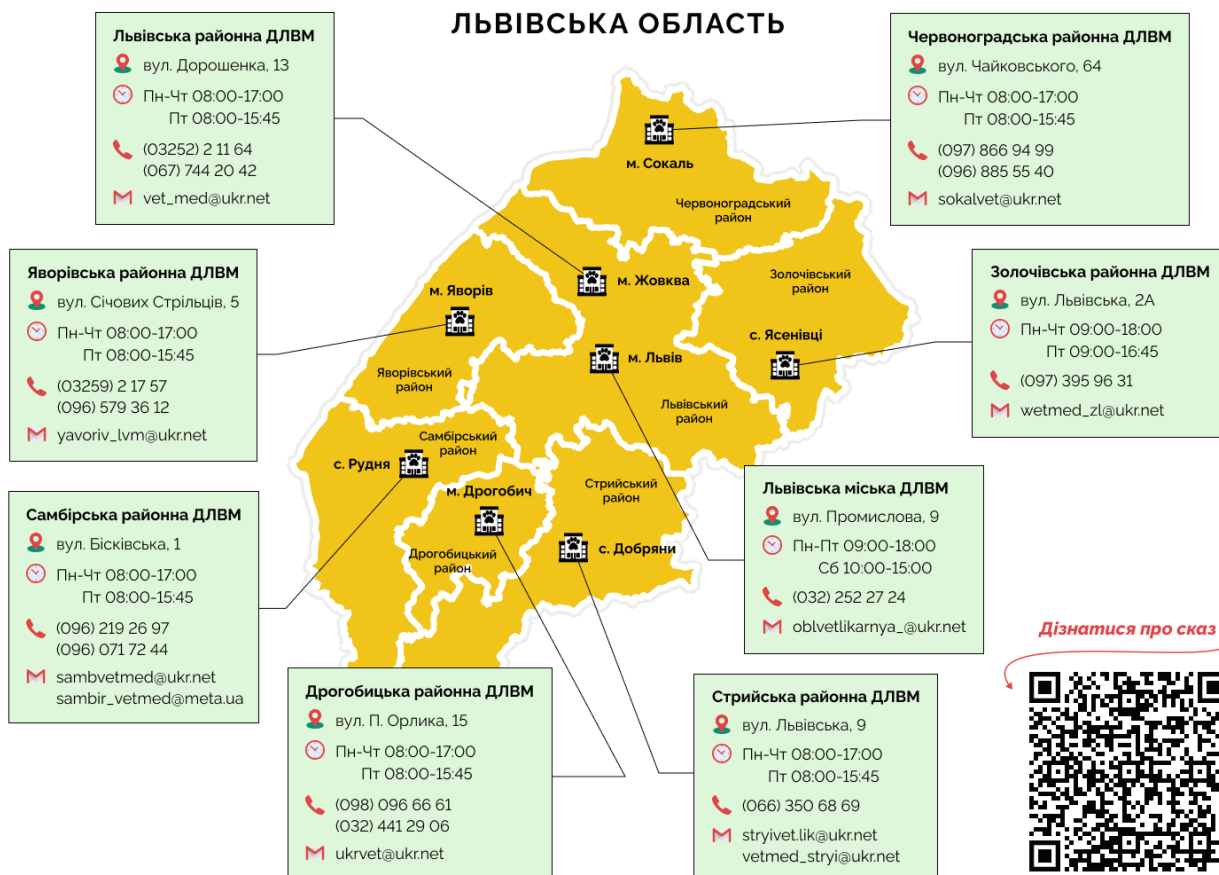 ЛЬВІВСЬКА ОБЛАСТЬ
Львівська районна ДЛВМ
вул. Дорошенка, 13
Пн-Чт 08:00-17:00
Пт 08:00-15:45
(03252) 2 11 64
(067) 744 20 42
vet_med@ukr.net
Червоноградська районна ДЛВМ
вул. Чайковського, 64
Пн-Чт 08:00-17:00
Пт 08:00-15:45
(097) 866 94 99
(096) 885 55 40
sokalvet@ukr.net
Яворівська районна ДЛВМ
вул. Січових Стрільців, 5
Пн-Чт 08:00-17:00
Пт 08:00-15:45
(03259) 2 17 57
(096) 579 36 12
yavoriv_lvm@ukr.net
Золочівська районна ДЛВМ
вул. Львівська, 2А
Пн-Чт 09:00-18:00
Пт 09:00-16:45
(097) 395 96 31
wetmed_zl@ukr.net
м. Сокаль
Червоноградський
район
м. Жовква
Золочівський
район
м. Яворів
с. Ясенівці
м. Львів
Яворівський
район
Львівський
район
Самбірський
район
с. Рудня
м. Дрогобич
Стрийський
район
с. Добряни
Дрогобицький
район
Самбірська районна ДЛВМ
вул. Бісківська, 1
Пн-Чт 08:00-17:00
Пт 08:00-15:45
(096) 219 26 97
(096) 071 72 44
sambvetmed@ukr.net
sambir_vetmed@meta.ua
Львівська міська ДЛВМ
вул. Промислова, 9
Пн-Пт 09:00-18:00
Сб 10:00-15:00
(032) 252 27 24
oblvetlikarnya_@ukr.net
Дрогобицька районна ДЛВМ
вул. П. Орлика, 15
Пн-Чт 08:00-17:00
Пт 08:00-15:45
(098) 096 66 61
(032) 441 29 06
ukrvet@ukr.net
Стрийська районна ДЛВМ
вул. Львівська, 9
Пн-Чт 08:00-17:00
Пт 08:00-15:45
(066) 350 68 69
stryivet.lik@ukr.net
vetmed_stryi@ukr.net
Дізнатися про сказ